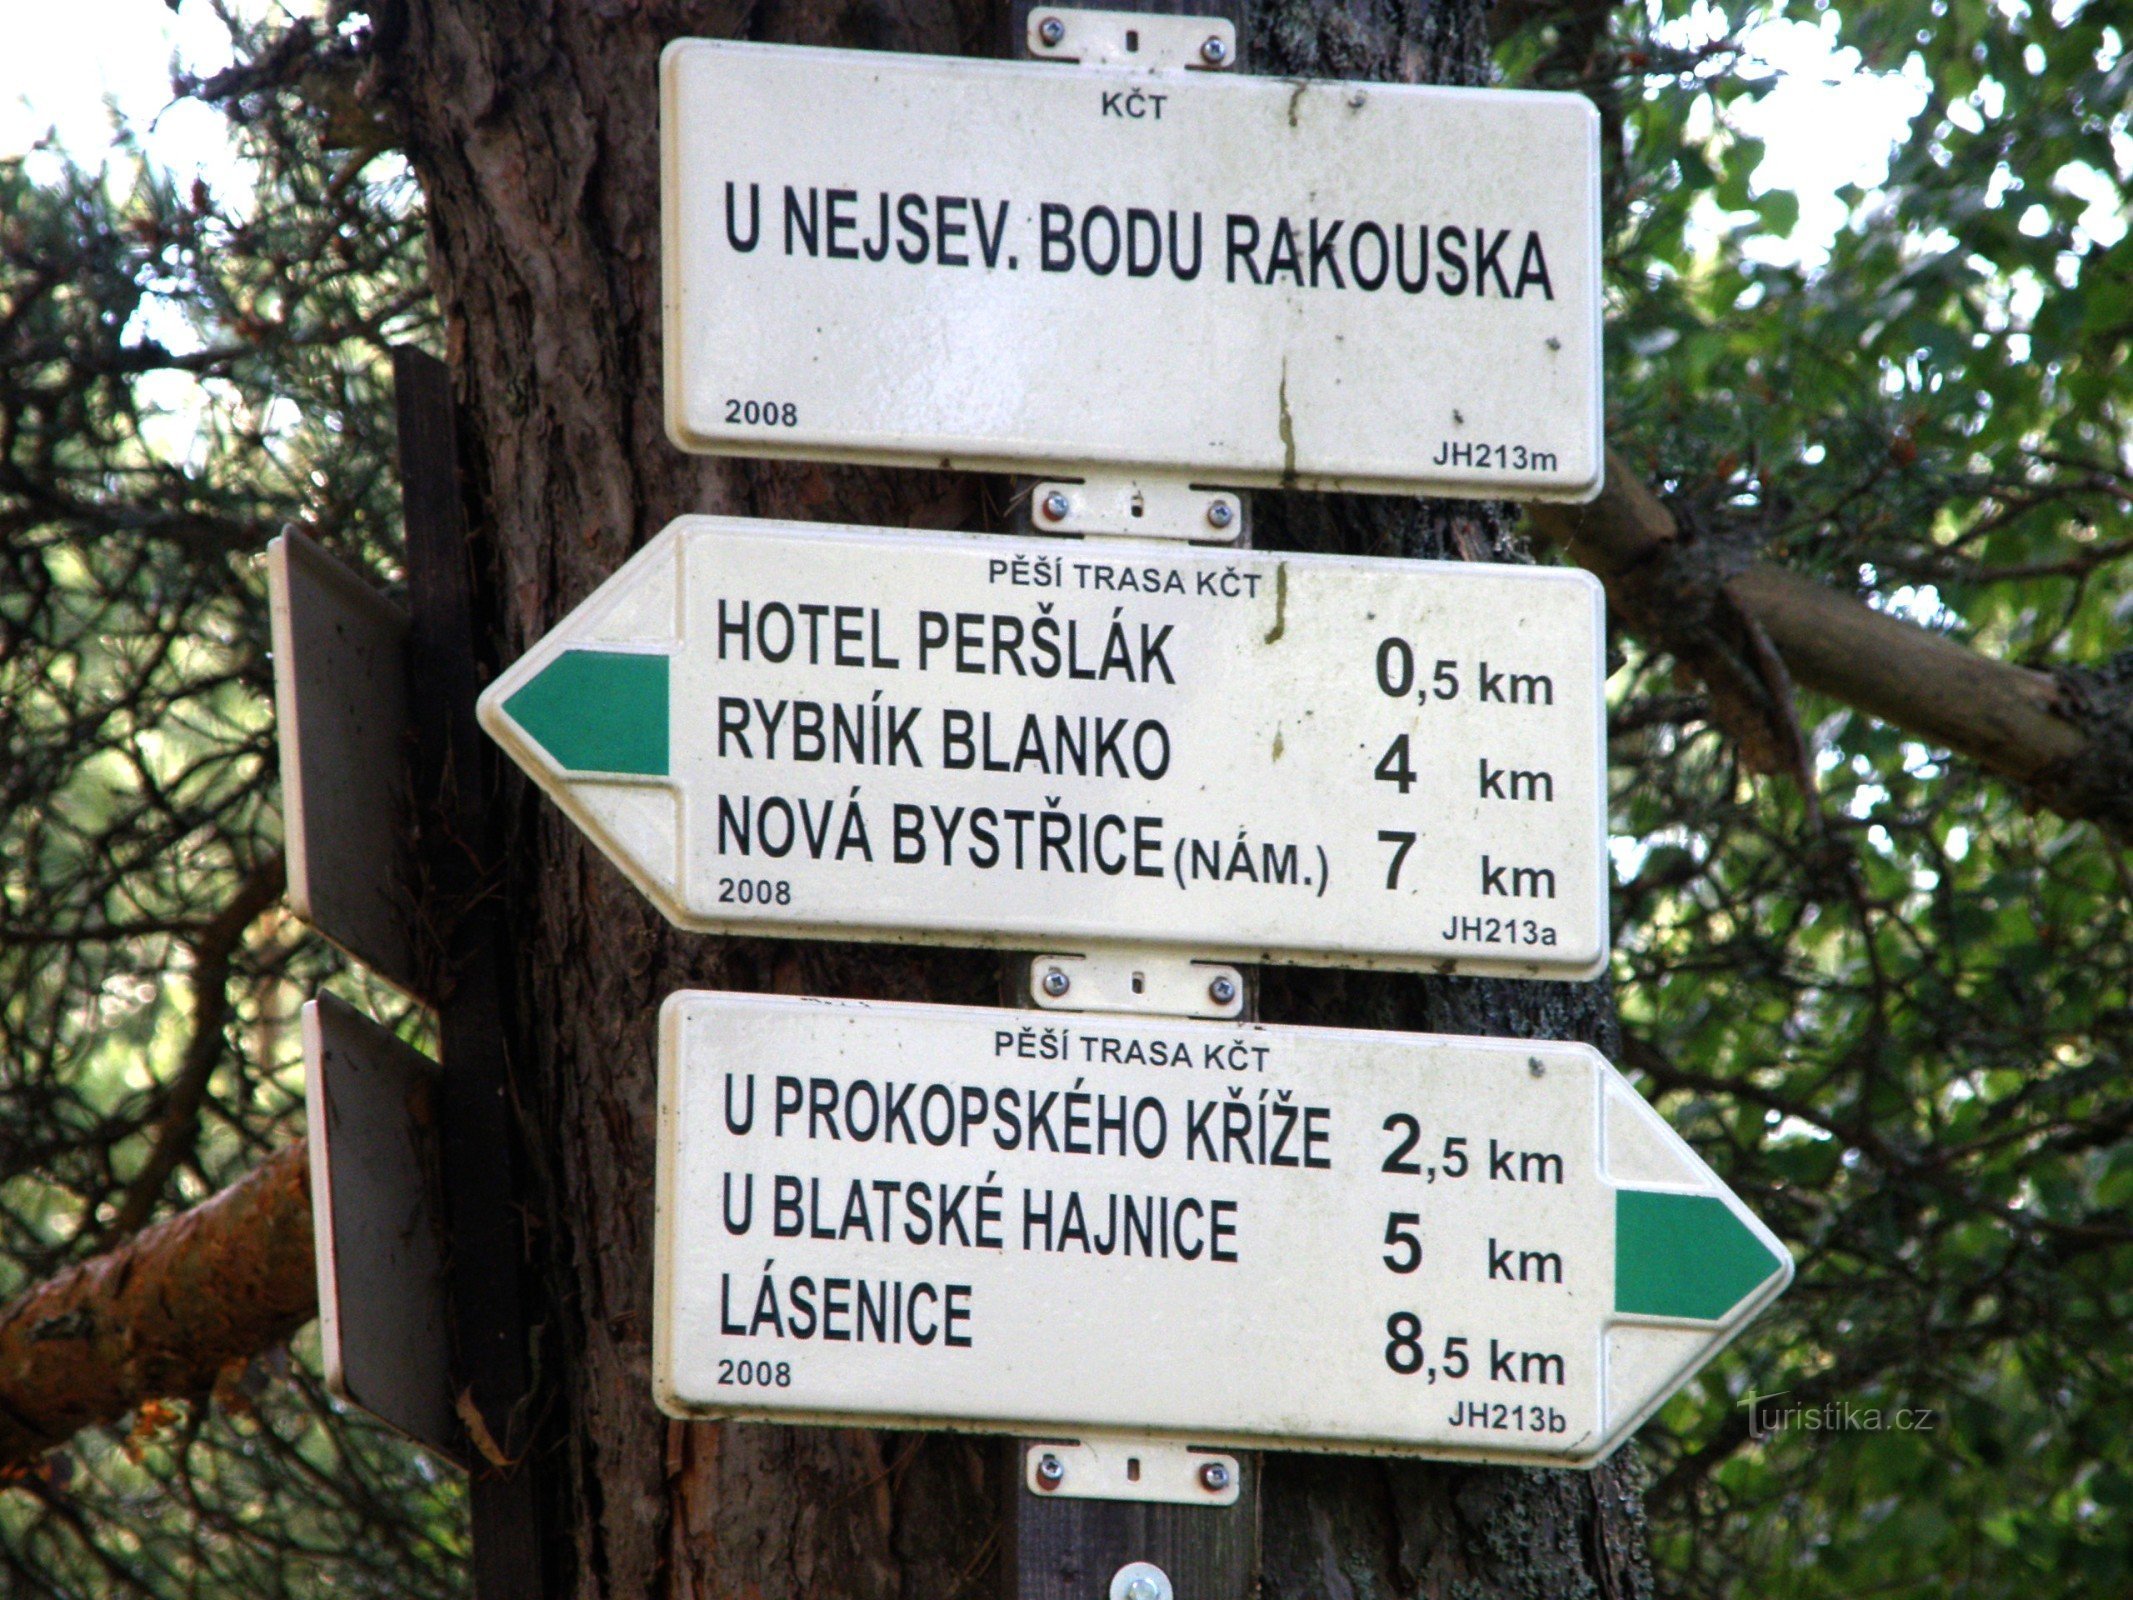 KČT
U NEJSEV. BODU RAKOUSKA
2008
JH213m
PĚŠÍ TRASA KČT
HOTEL PERŠLÁK 0,5 km
RYBNÍK BLANKO 4 km
NOVÁ BYSTŘICE (NÁM.) 7 km
2008
JH213a
PĚŠÍ TRASA KČT
U PROKOPSKÉHO KŘÍŽE 2,5 km
U BLATSKÉ HAJNICE 5 km
LÁSENICE 8,5 km
2008
JH213b
Turistika.cz